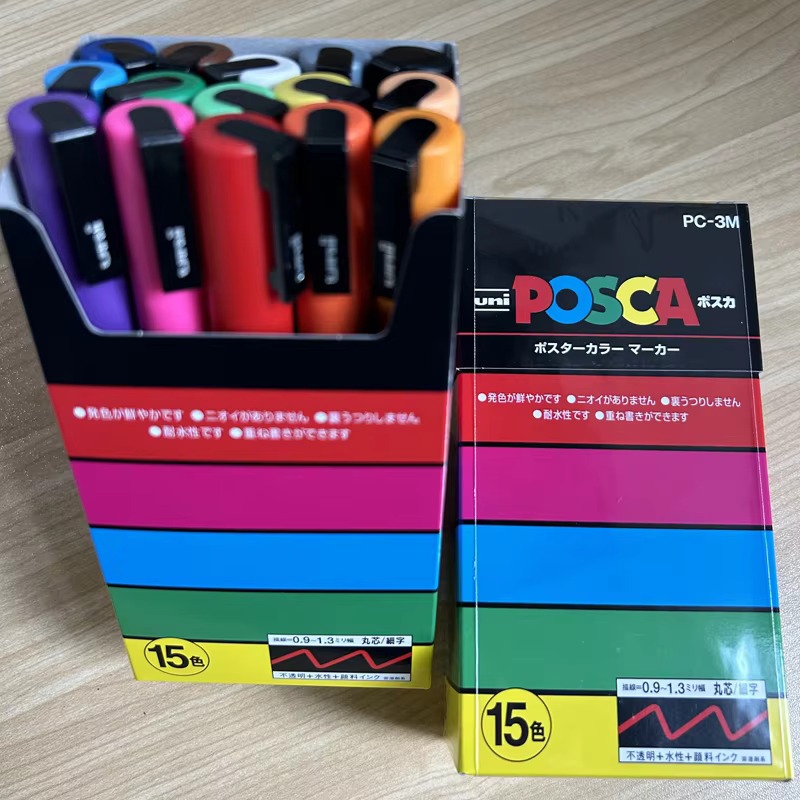 uni
uni
uni
●発色が鮮やかです ●ニオイがありません ●裏うつりしません
●耐水性です ●重ね書きができます
15色
描線=0.9~1.3ミリ幅 丸芯/細字
不透明+水性+顔料インク
PC-3M
uni POSCA ポスカ
ポスターカラー マーカー
●発色が鮮やかです ●ニオイがありません ●裏うつりしません
●耐水性です ●重ね書きができます
15色
描線=0.9~1.3ミリ幅 丸芯/細字
不透明+水性+顔料インク